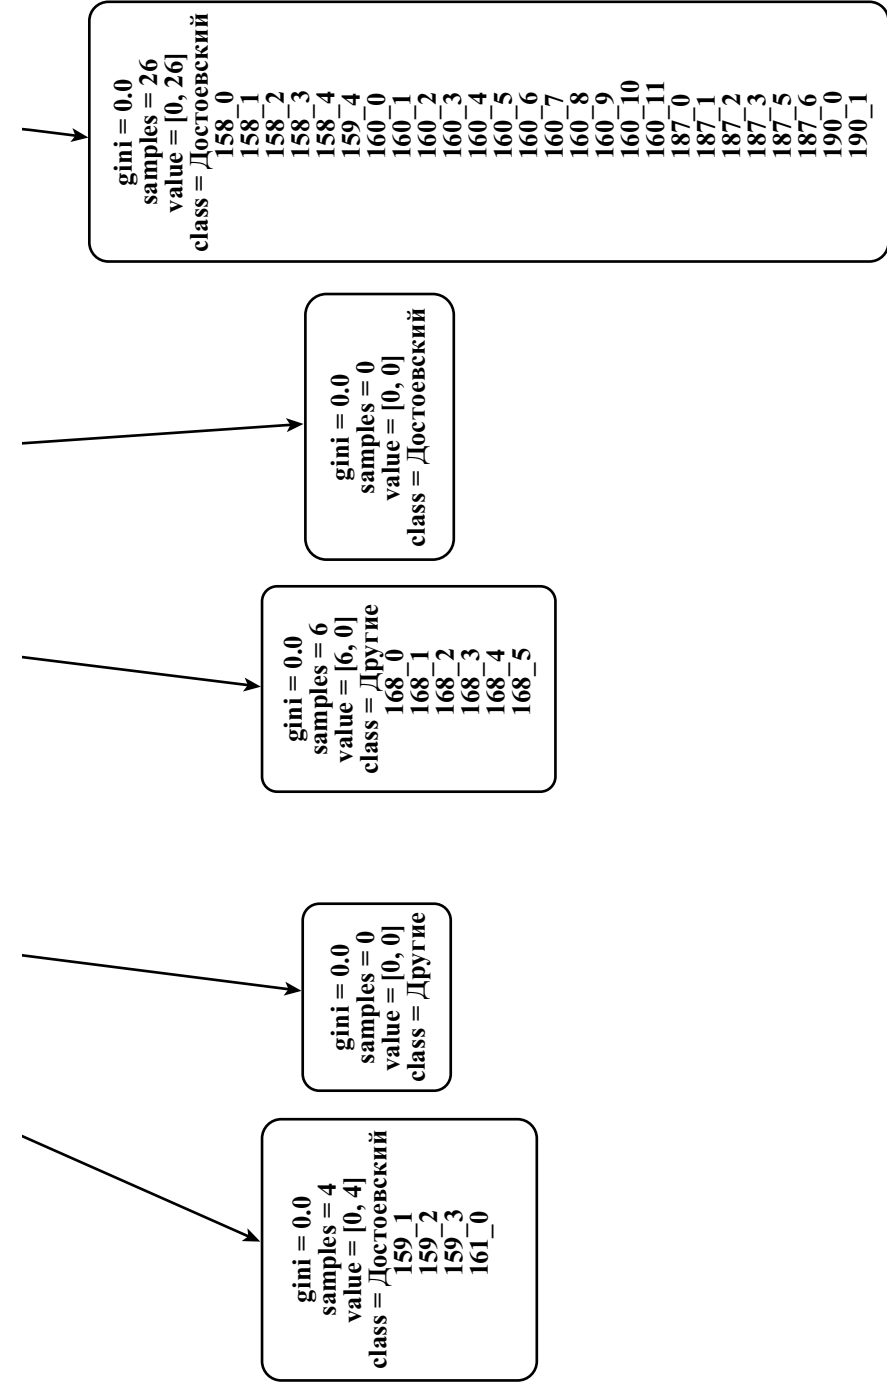 gini = 0.0
samples = 4
value = [0, 4]
class = Достоевский
159_1
159_2
159_3
161_0
gini = 0.0
samples = 0
value = [0, 0]
class = Другие
gini = 0.0
samples = 6
value = [6, 0]
class = Другие
168_0
168_1
168_2
168_3
168_4
168_5
gini = 0.0
samples = 0
value = [0, 0]
class = Достоевский
gini = 0.0
samples = 26
value = [0, 26]
class = Достоевский
158_0
158_1
158_2
158_3
158_4
159_4
160_0
160_1
160_2
160_3
160_4
160_5
160_6
160_7
160_8
160_9
160_10
160_11
187_0
187_1
187_2
187_3
187_5
187_6
190_0
190_1